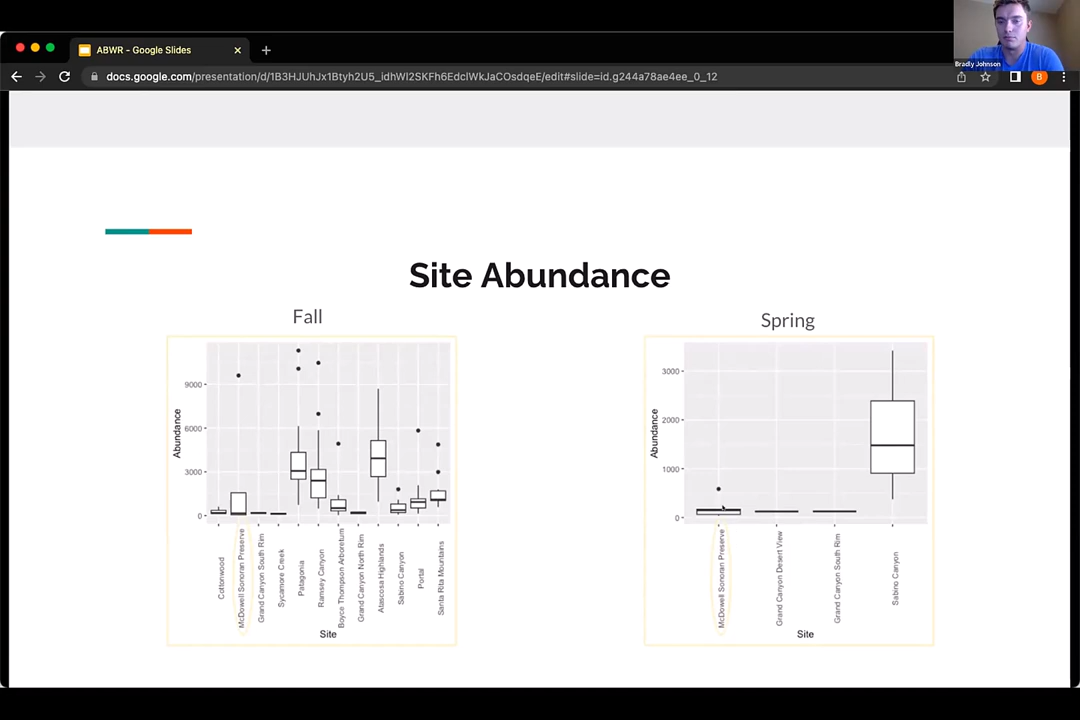 ABWR - Google Slides
docs.google.com/presentation/d/1B3HJUhJx1Btyh2U5_idhWI2SKFh6EdclWkJaCOsdqeE/edit#slide=id.g244a78ae4ee_0_12
B
Bradly Johnson
Site Abundance
Fall
Abundance
9000
6000
3000
0
Cottonwood
McDowell Sonoran Preserve
Grand Canyon South Rim
Sycamore Creek
Patagonia
Ramsey Canyon
Boyce Thompson Arboretum
Grand Canyon North Rim
Atascosa Highlands
Sabino Canyon
Portal
Santa Rita Mountains
Site
Spring
Abundance
3000
2000
1000
0
McDowell Sonoran Preserve
Grand Canyon Desert View
Grand Canyon South Rim
Sabino Canyon
Site